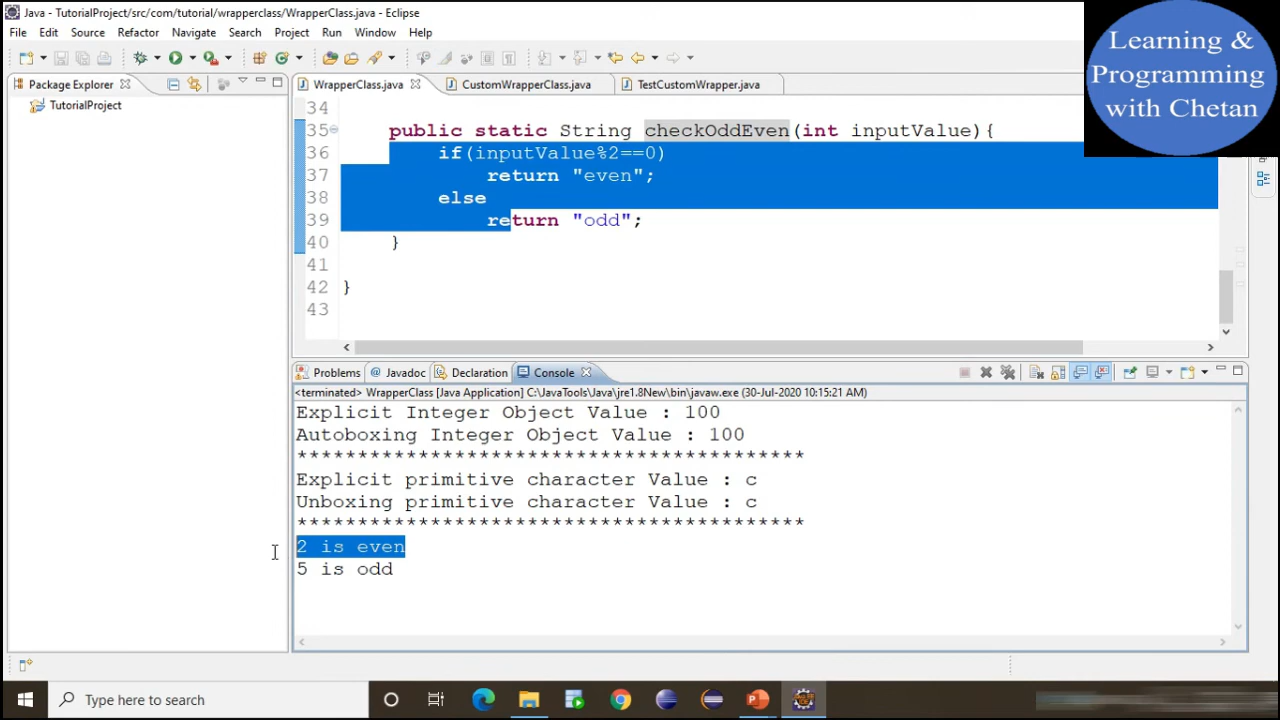 Java - TutorialProject/src/com/tutorial/wrapperclass/WrapperClass.java - Eclipse
File Edit Source Refactor Navigate Search Project Run Window Help
Learning &
Programming
with Chetan
Package Explorer
TutorialProject
WrapperClass.java CustomWrapperClass.java TestCustomWrapper.java
34
35 public static String checkOddEven(int inputValue){
36 if(inputValue%2==0)
37 return "even";
38 else
39 return "odd";
40 }
41
42 }
43
Problems Javadoc Declaration Console
<terminated> WrapperClass [Java Application] C:\JavaTools\Java\jre1.8New\bin\javaw.exe (30-Jul-2020 10:15:21 AM)
Explicit Integer Object Value : 100
Autoboxing Integer Object Value : 100
******************************************
Explicit primitive character Value : c
Unboxing primitive character Value : c
******************************************
2 is even
5 is odd
Type here to search